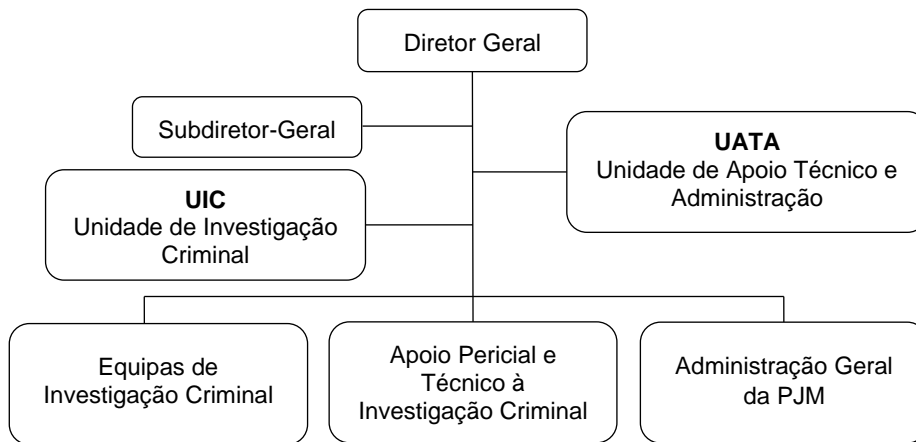 Diretor Geral
Subdiretor-Geral
UATA
Unidade de Apoio Técnico e
Administração
UIC
Unidade de Investigação
Criminal
Equipas de
Investigação Criminal
Apoio Pericial e
Técnico à
Investigação Criminal
Administração Geral
da PJM